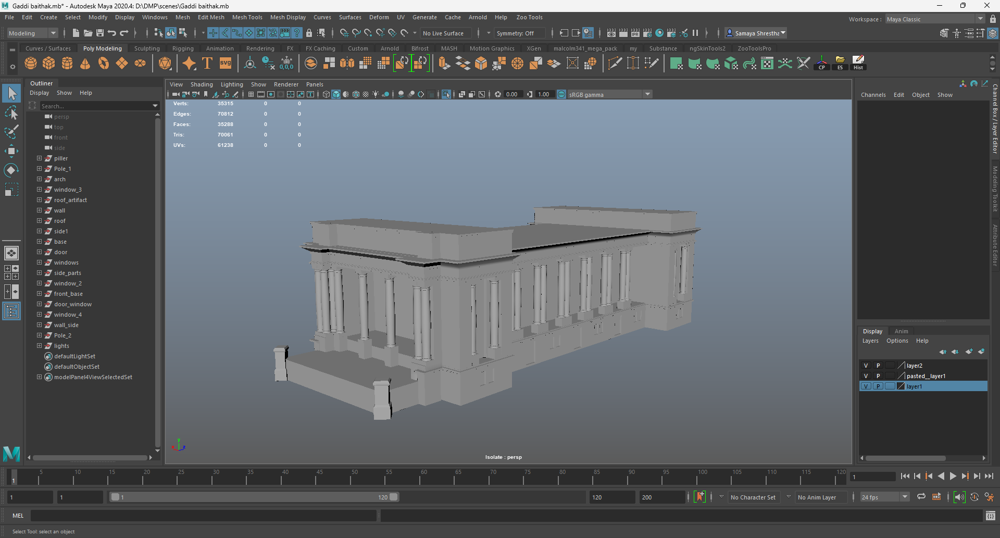 Gaddi baithak.mb* - Autodesk Maya 2020.4: D:\DMP\scenes\Gaddi baithak.mb
File Edit Create Select Modify Display Windows Mesh Edit Mesh Mesh Tools Mesh Display Curves Surfaces Deform UV Generate Cache Arnold Help Zoo Tools
Workspace : Maya Classic
Modeling No Live Surface Symmetry: Off IPR Samaya Shrestha
Curves / Surfaces Poly Modeling Sculpting Rigging Animation Rendering FX FX Caching Custom Arnold Bifrost MASH Motion Graphics XGen malcolm341_mega_pack my Substance ngSkinTools2 ZooToolsPro
T svg 0,0,0 CP ES Hist
Outliner
Display Show Help
Search...
persp
top
front
side
piller
Pole_1
arch
window_3
roof_artifact
wall
roof
side1
base
door
windows
side_parts
window_2
front_base
door_window
window_4
wall_side
Pole_2
lights
defaultLightSet
defaultObjectSet
modelPanel4ViewSelectedSet
View Shading Lighting Show Renderer Panels
0.00 1.00 ON sRGB gamma
Verts: 35315 0 0
Edges: 70812 0 0
Faces: 35288 0 0
Tris: 70061 0 0
UVs: 61238 0 0
y
x z
Isolate : persp
Channels Edit Object Show
Channel Box / Layer Editor
Modeling Toolkit
Attribute Editor
Display Anim
Layers Options Help
V P layer2
V P pasted__layer1
V P layer1
1 5 10 15 20 25 30 35 40 45 50 55 60 65 70 75 80 85 90 95 100 105 110 115 120 1
1 1 1 120 120 200 No Character Set No Anim Layer 24 fps
MEL
Select Tool: select an object